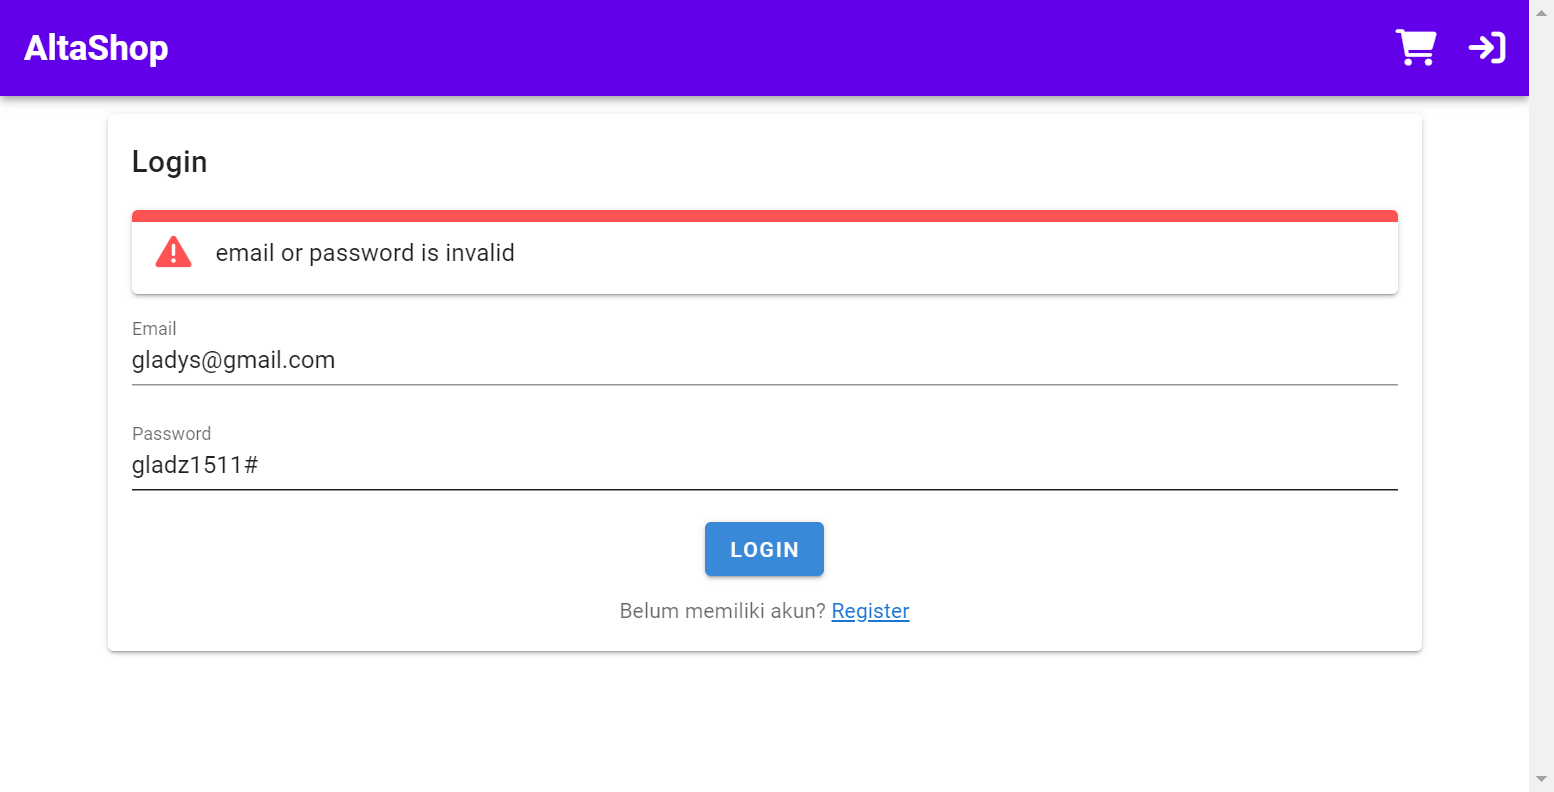 AltaShop
Login
email or password is invalid
Email
gladys@gmail.com
Password
gladz1511#
LOGIN
Belum memiliki akun? Register